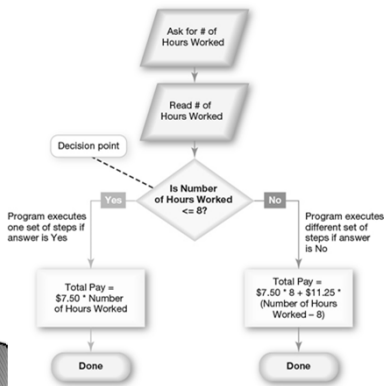 Ask for # of
Hours Worked
Read # of
Hours Worked
Decision point
Is Number
of Hours Worked
<= 8?
Yes
No
Program executes
one set of steps if
answer is Yes
Program executes
different set of
steps if answer
is No
Total Pay =
$7.50 * Number
of Hours Worked
Total Pay =
$7.50 * 8 + $11.25 *
(Number of Hours
Worked – 8)
Done
Done